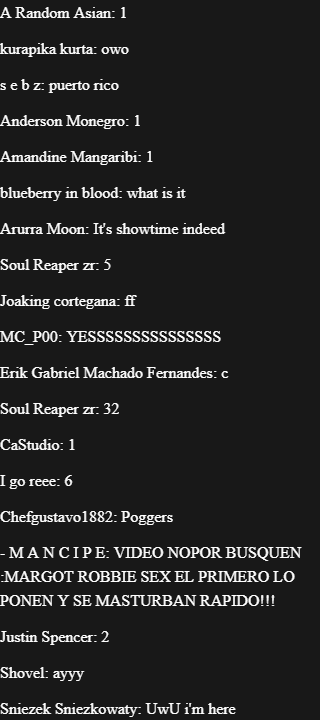 A Random Asian: 1
kurapika kurta: owo
s e b z: puerto rico
Anderson Monegro: 1
Amandine Mangaribi: 1
blueberry in blood: what is it
Arurra Moon: It's showtime indeed
Soul Reaper zr: 5
Joaking cortegana: ff
MC_P00: YESSSSSSSSSSSSSSS
Erik Gabriel Machado Fernandes: c
Soul Reaper zr: 32
CaStudio: 1
I go reee: 6
Chefgustavo1882: Poggers
- M A N C I P E: VIDEO NOPOR BUSQUEN
:MARGOT ROBBIE SEX EL PRIMERO LO
PONEN Y SE MASTURBAN RAPIDO!!!
Justin Spencer: 2
Shovel: ayyy
Sniezek Sniezkowaty: UwU i'm here